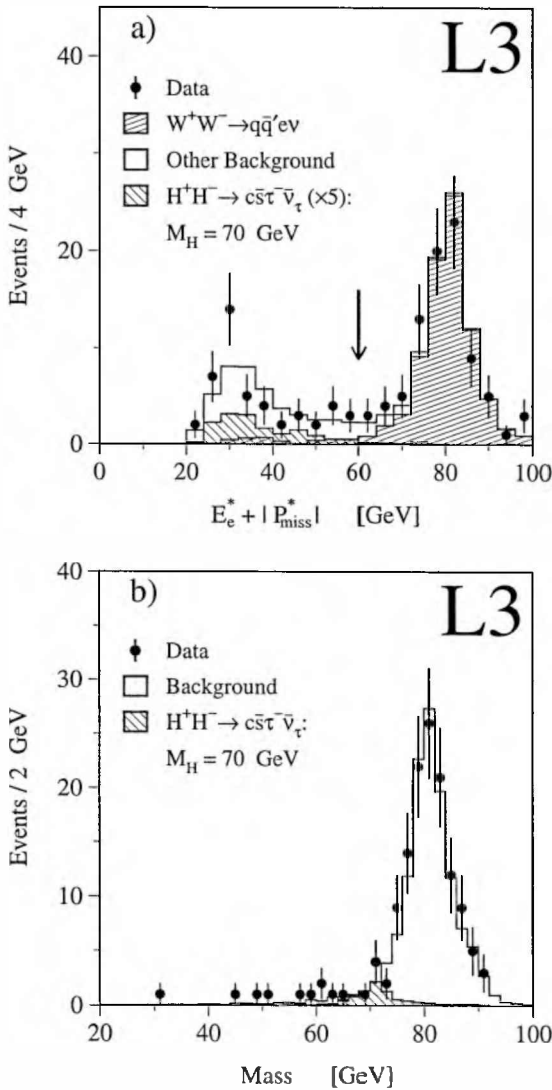 a)
L3
Data
W⁺W⁻→qq̄′eν
Other Background
H⁺H⁻→cs̄τ⁻ν̄τ (×5):
M_H = 70 GeV
Events / 4 GeV
40
20
0
0 20 40 60 80 100
E*e + |P*miss| [GeV]
b)
L3
Data
Background
H⁺H⁻→cs̄τ⁻ν̄τ:
M_H = 70 GeV
Events / 2 GeV
40
30
20
10
0
20 40 60 80 100
Mass [GeV]